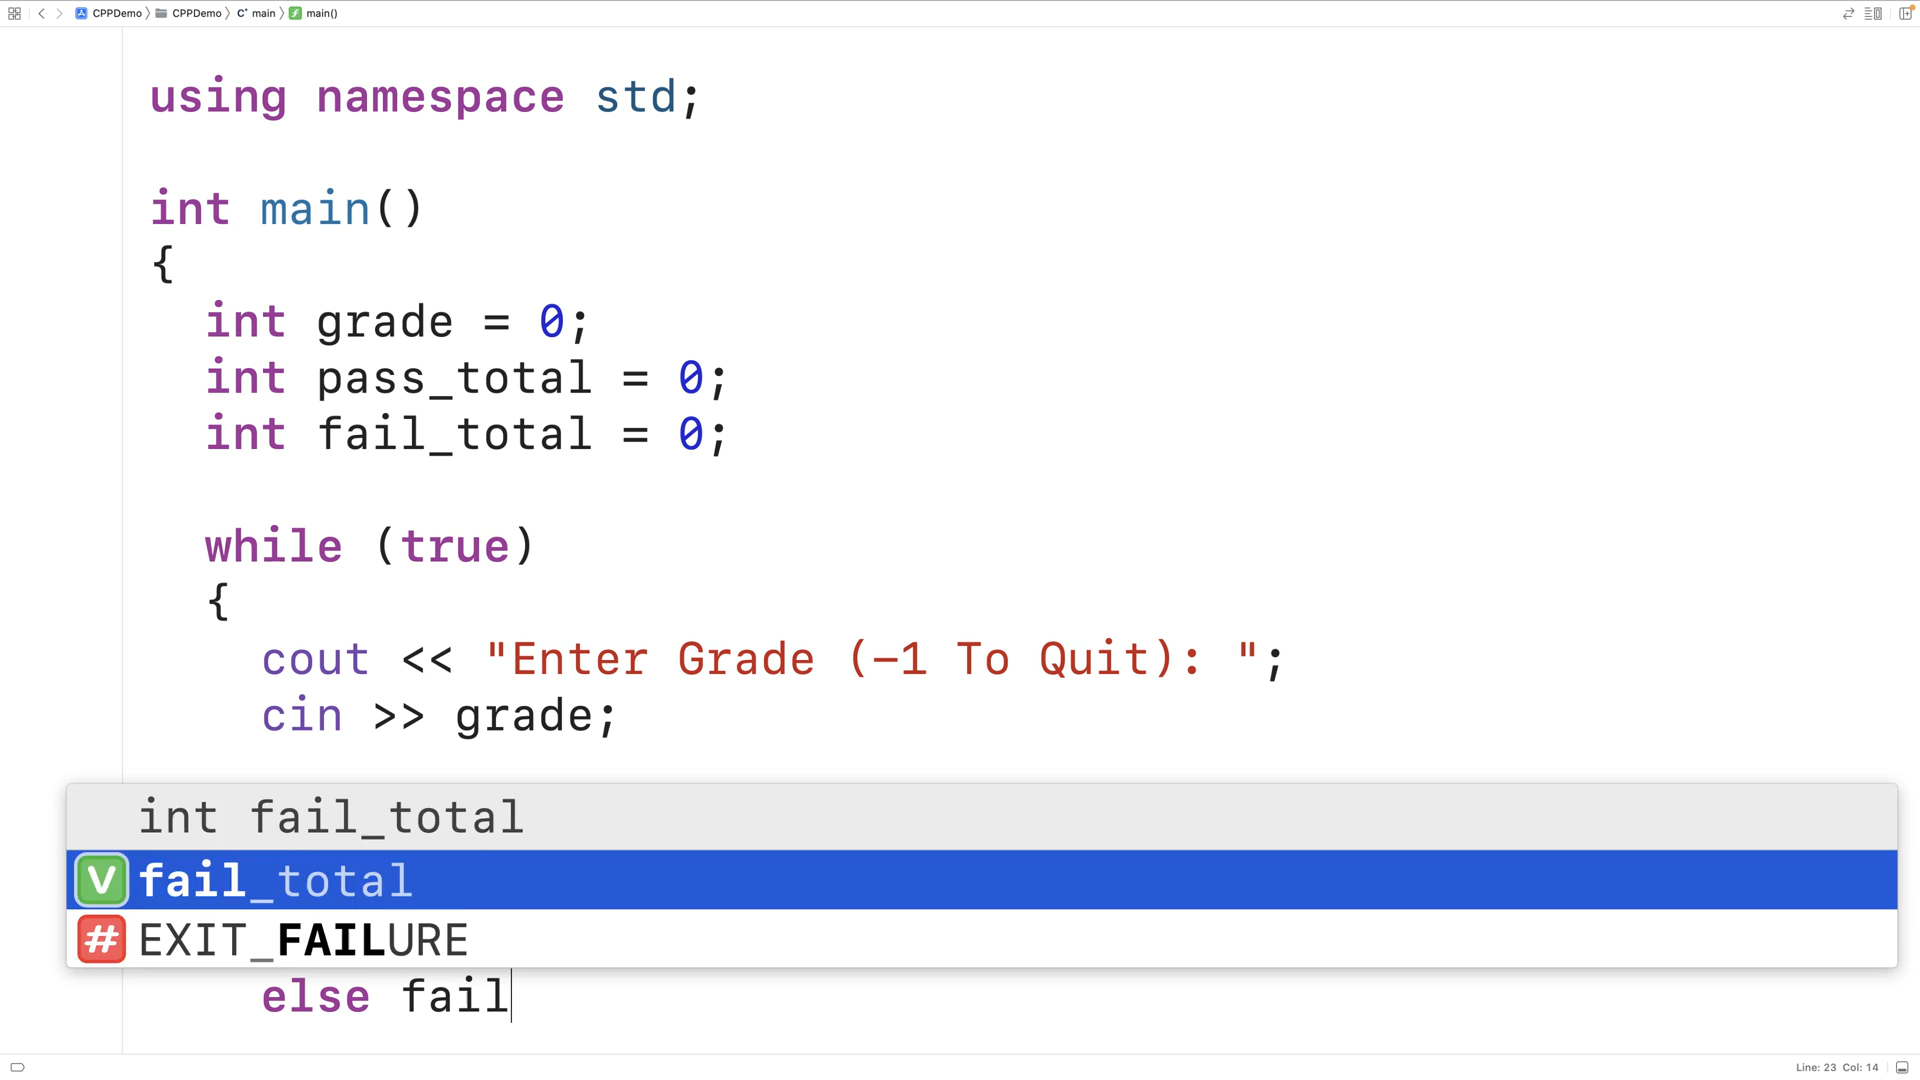 CPPDemo CPPDemo C+ main f main()
using namespace std;
int main()
{
int grade = 0;
int pass_total = 0;
int fail_total = 0;
while (true)
{
cout << "Enter Grade (-1 To Quit): ";
cin >> grade;
int fail_total
V fail_total
# EXIT_FAILURE
else fail
Line: 23 Col: 14